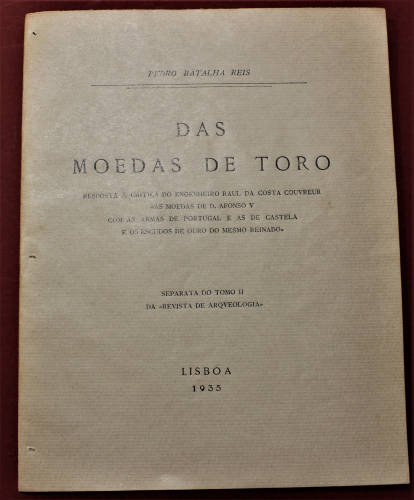 PEDRO BATALHA REIS
DAS
MOEDAS DE TORO
RESPOSTA À CRÍTICA DO ENGENHEIRO RAUL DA COSTA COUVREUR
«AS MOEDAS DE D. AFONSO V
COM AS ARMAS DE PORTUGAL E AS DE CASTELA
E OS ESCUDOS DE OURO DO MESMO REINADO»
SEPARATA DO TOMO II
DA «REVISTA DE ARQVEOLOGIA»
LISBOA
1935